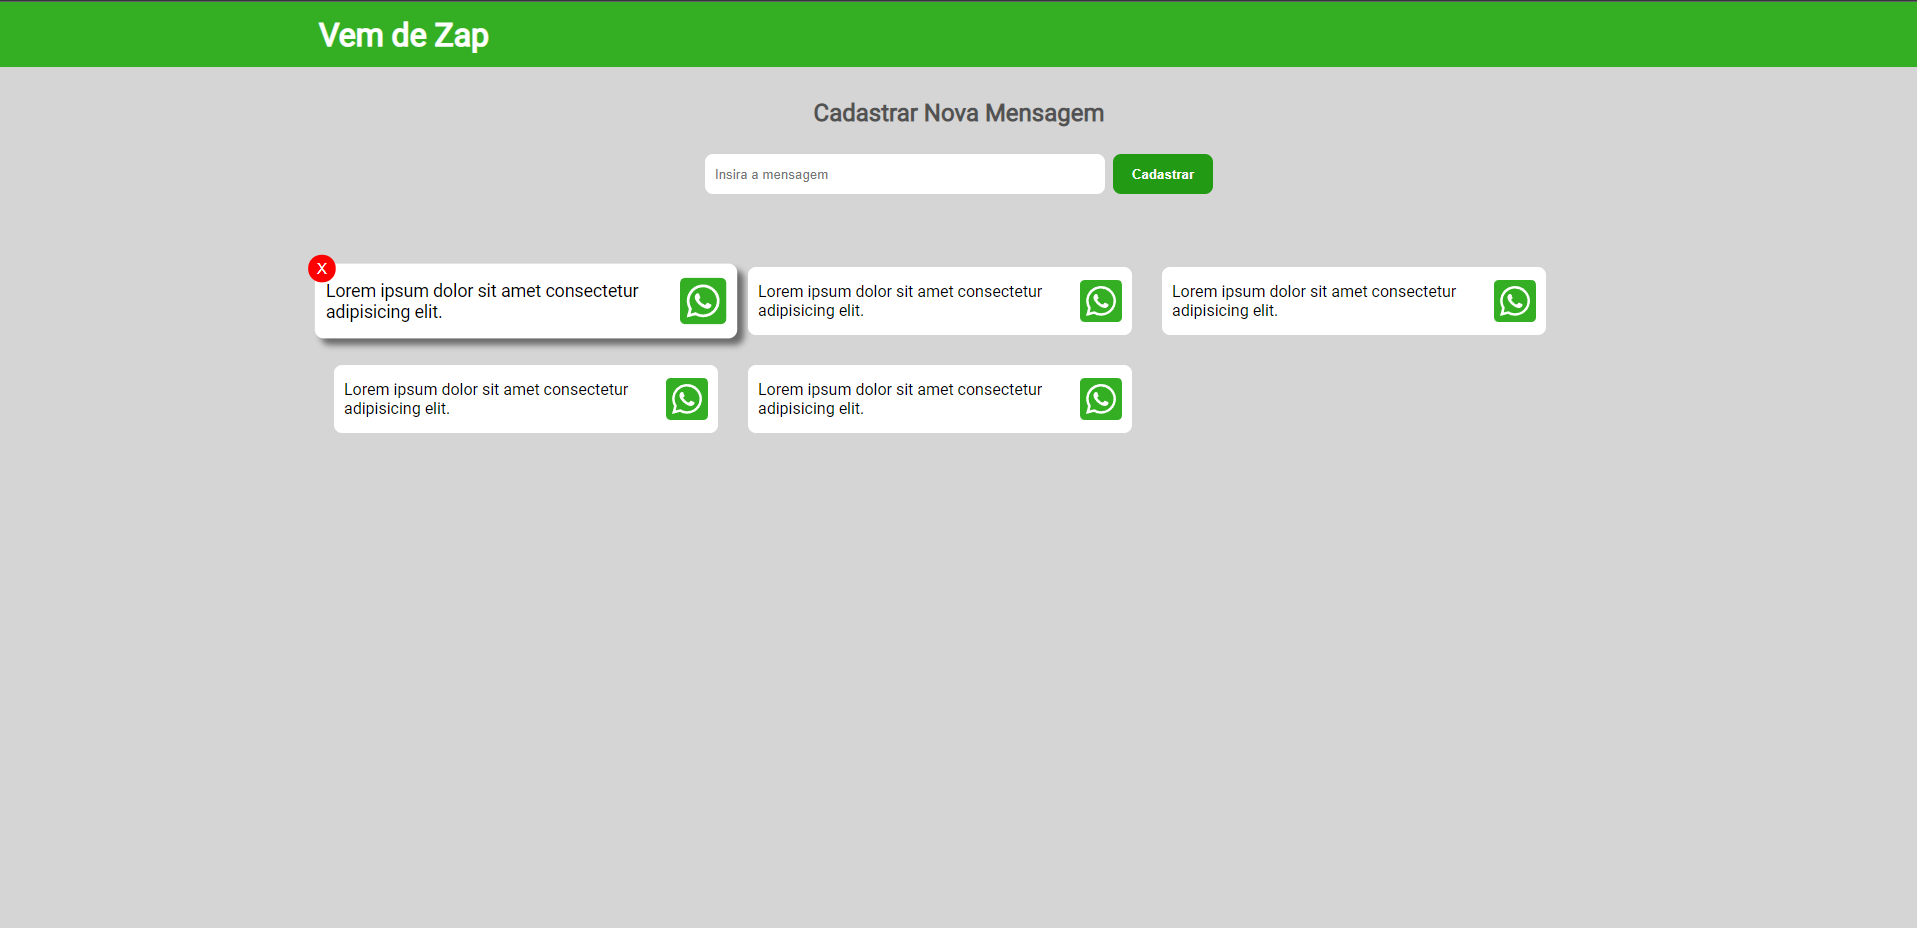 Vem de Zap
Cadastrar Nova Mensagem
Insira a mensagem
Cadastrar
X
Lorem ipsum dolor sit amet consectetur
adipisicing elit.
Lorem ipsum dolor sit amet consectetur
adipisicing elit.
Lorem ipsum dolor sit amet consectetur
adipisicing elit.
Lorem ipsum dolor sit amet consectetur
adipisicing elit.
Lorem ipsum dolor sit amet consectetur
adipisicing elit.